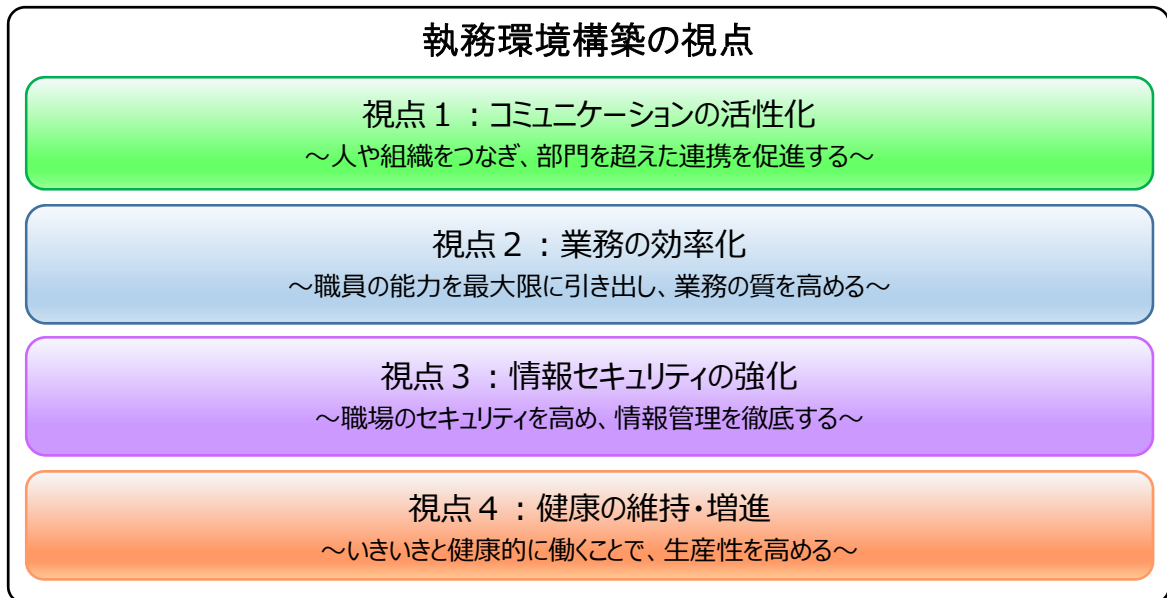 執務環境構築の視点
視点１：コミュニケーションの活性化
～人や組織をつなぎ、部門を超えた連携を促進する～
視点２：業務の効率化
～職員の能力を最大限に引き出し、業務の質を高める～
視点３：情報セキュリティの強化
～職場のセキュリティを高め、情報管理を徹底する～
視点４：健康の維持・増進
～いきいきと健康的に働くことで、生産性を高める～